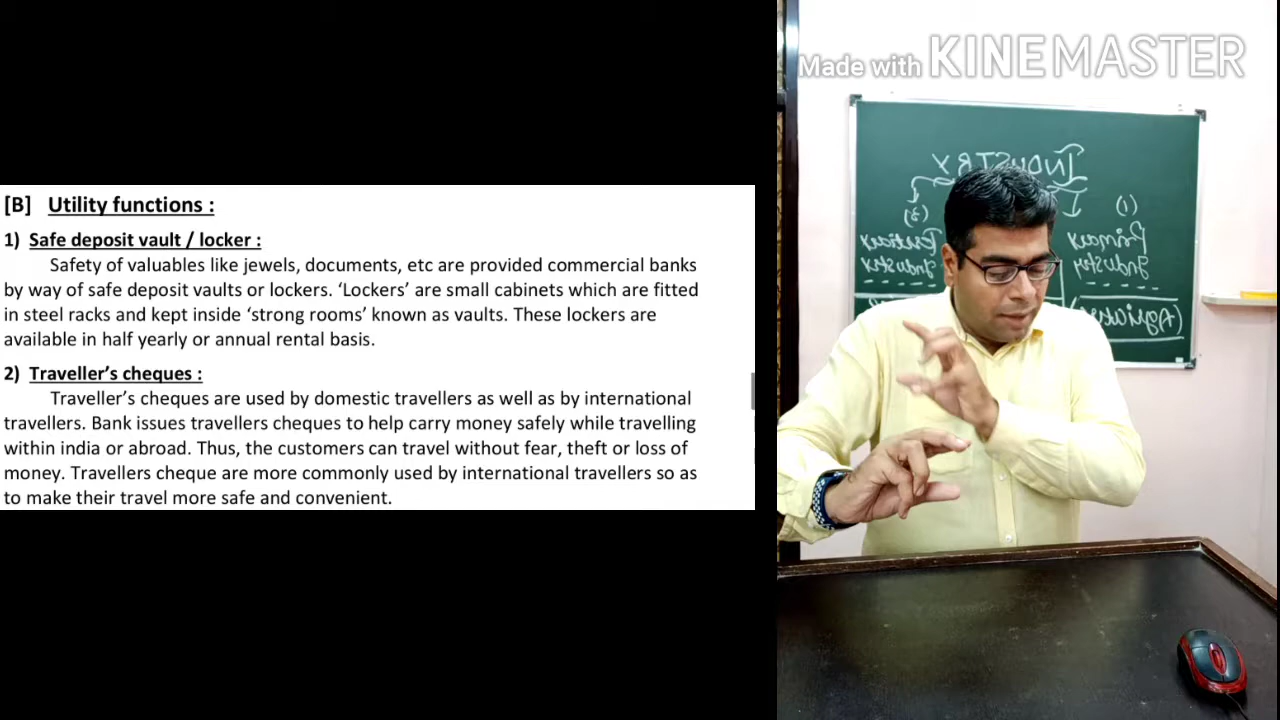 Made with KINEMASTER
[B] Utility functions :
1) Safe deposit vault / locker :
Safety of valuables like jewels, documents, etc are provided commercial banks
by way of safe deposit vaults or lockers. ‘Lockers’ are small cabinets which are fitted
in steel racks and kept inside ‘strong rooms’ known as vaults. These lockers are
available in half yearly or annual rental basis.
2) Traveller’s cheques :
Traveller’s cheques are used by domestic travellers as well as by international
travellers. Bank issues travellers cheques to help carry money safely while travelling
within india or abroad. Thus, the customers can travel without fear, theft or loss of
money. Travellers cheque are more commonly used by international travellers so as
to make their travel more safe and convenient.
INDUSTRY
(1)
Primary
Industry
(3)
Industry